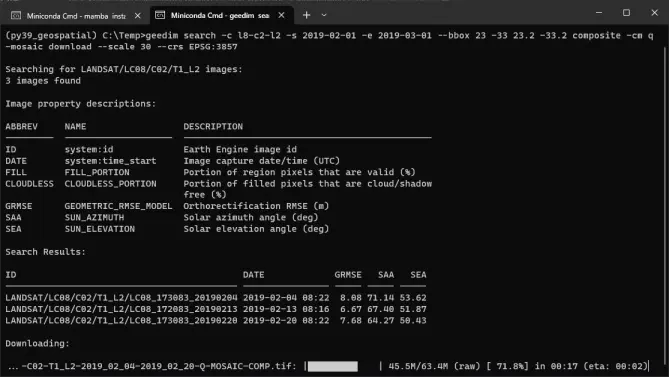 Miniconda Cmd - mamba insta
Miniconda Cmd - geedim sea
(py39_geospatial) C:\Temp>geedim search -c l8-c2-l2 -s 2019-02-01 -e 2019-03-01 --bbox 23 -33 23.2 -33.2 composite -cm q
-mosaic download --scale 30 --crs EPSG:3857
Searching for LANDSAT/LC08/C02/T1_L2 images:
3 images found
Image property descriptions:
ABBREV NAME DESCRIPTION
ID system:id Earth Engine image id
DATE system:time_start Image capture date/time (UTC)
FILL FILL_PORTION Portion of region pixels that are valid (%)
CLOUDLESS CLOUDLESS_PORTION Portion of filled pixels that are cloud/shadow
free (%)
GRMSE GEOMETRIC_RMSE_MODEL Orthorectification RMSE (m)
SAA SUN_AZIMUTH Solar azimuth angle (deg)
SEA SUN_ELEVATION Solar elevation angle (deg)
Search Results:
ID DATE GRMSE SAA SEA
LANDSAT/LC08/C02/T1_L2/LC08_173083_20190204 2019-02-04 08:22 8.08 71.14 53.62
LANDSAT/LC08/C02/T1_L2/LC08_172083_20190213 2019-02-13 08:16 6.67 67.40 51.87
LANDSAT/LC08/C02/T1_L2/LC08_173083_20190220 2019-02-20 08:22 7.68 64.27 50.43
Downloading:
...-C02-T1_L2-2019_02_04-2019_02_20-Q-MOSAIC-COMP.tif: | | 45.5M/63.4M (raw) [ 71.8%] in 00:17 (eta: 00:02)